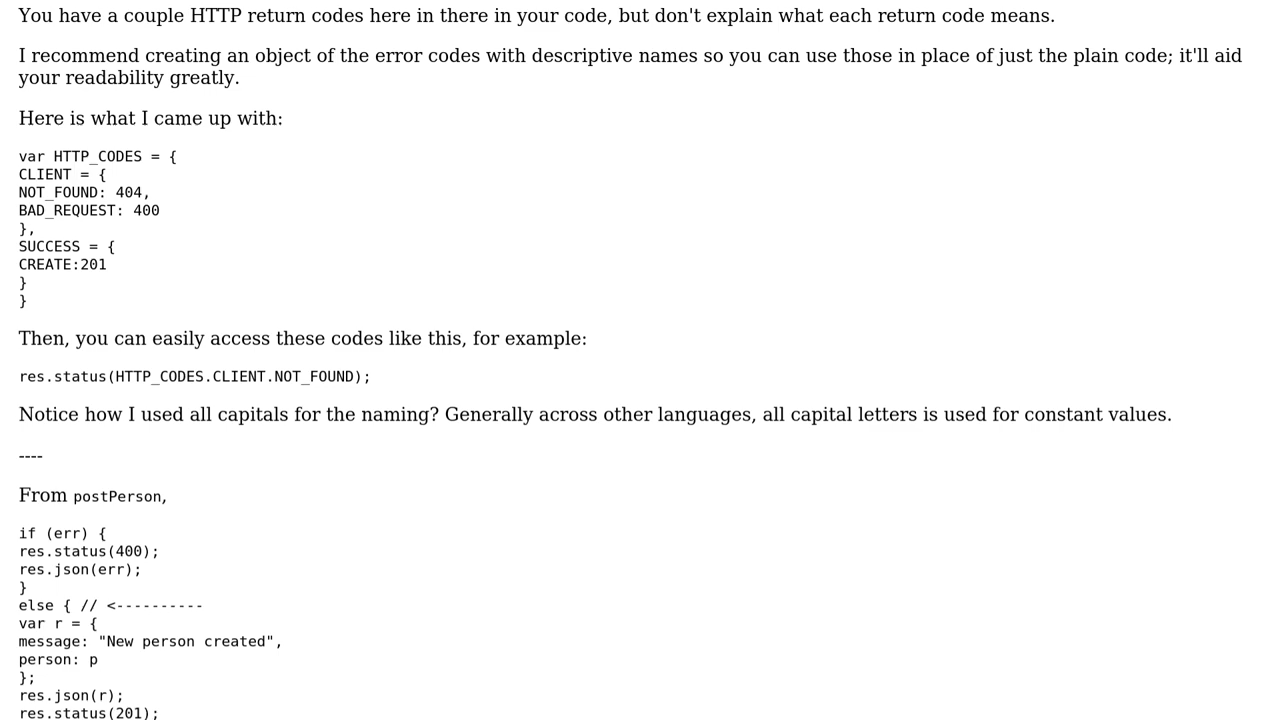 You have a couple HTTP return codes here in there in your code, but don't explain what each return code means.
I recommend creating an object of the error codes with descriptive names so you can use those in place of just the plain code; it'll aid
your readability greatly.
Here is what I came up with:
var HTTP_CODES = {
CLIENT = {
NOT_FOUND: 404,
BAD_REQUEST: 400
},
SUCCESS = {
CREATE:201
}
}
Then, you can easily access these codes like this, for example:
res.status(HTTP_CODES.CLIENT.NOT_FOUND);
Notice how I used all capitals for the naming? Generally across other languages, all capital letters is used for constant values.
----
From postPerson,
if (err) {
res.status(400);
res.json(err);
}
else { // <----------
var r = {
message: "New person created",
person: p
};
res.json(r);
res.status(201);